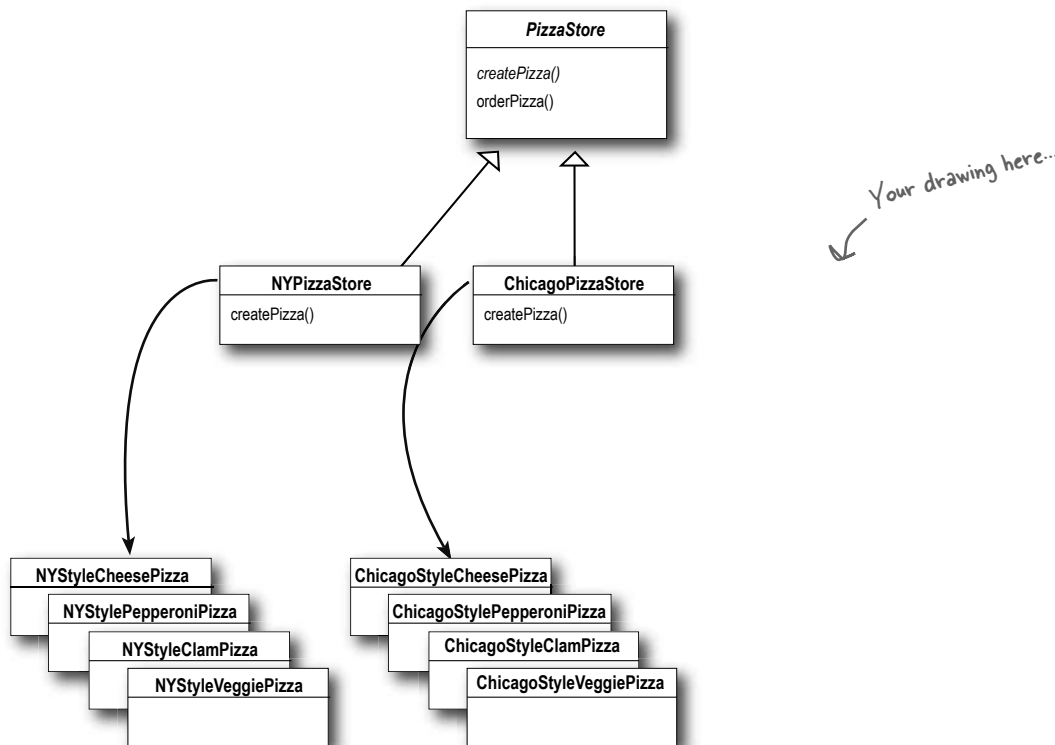 PizzaStore
createPizza()
orderPizza()
Your drawing here...
NYPizzaStore
createPizza()
ChicagoPizzaStore
createPizza()
NYStyleCheesePizza
NYStylePepperoniPizza
NYStyleClamPizza
NYStyleVeggiePizza
ChicagoStyleCheesePizza
ChicagoStylePepperoniPizza
ChicagoStyleClamPizza
ChicagoStyleVeggiePizza